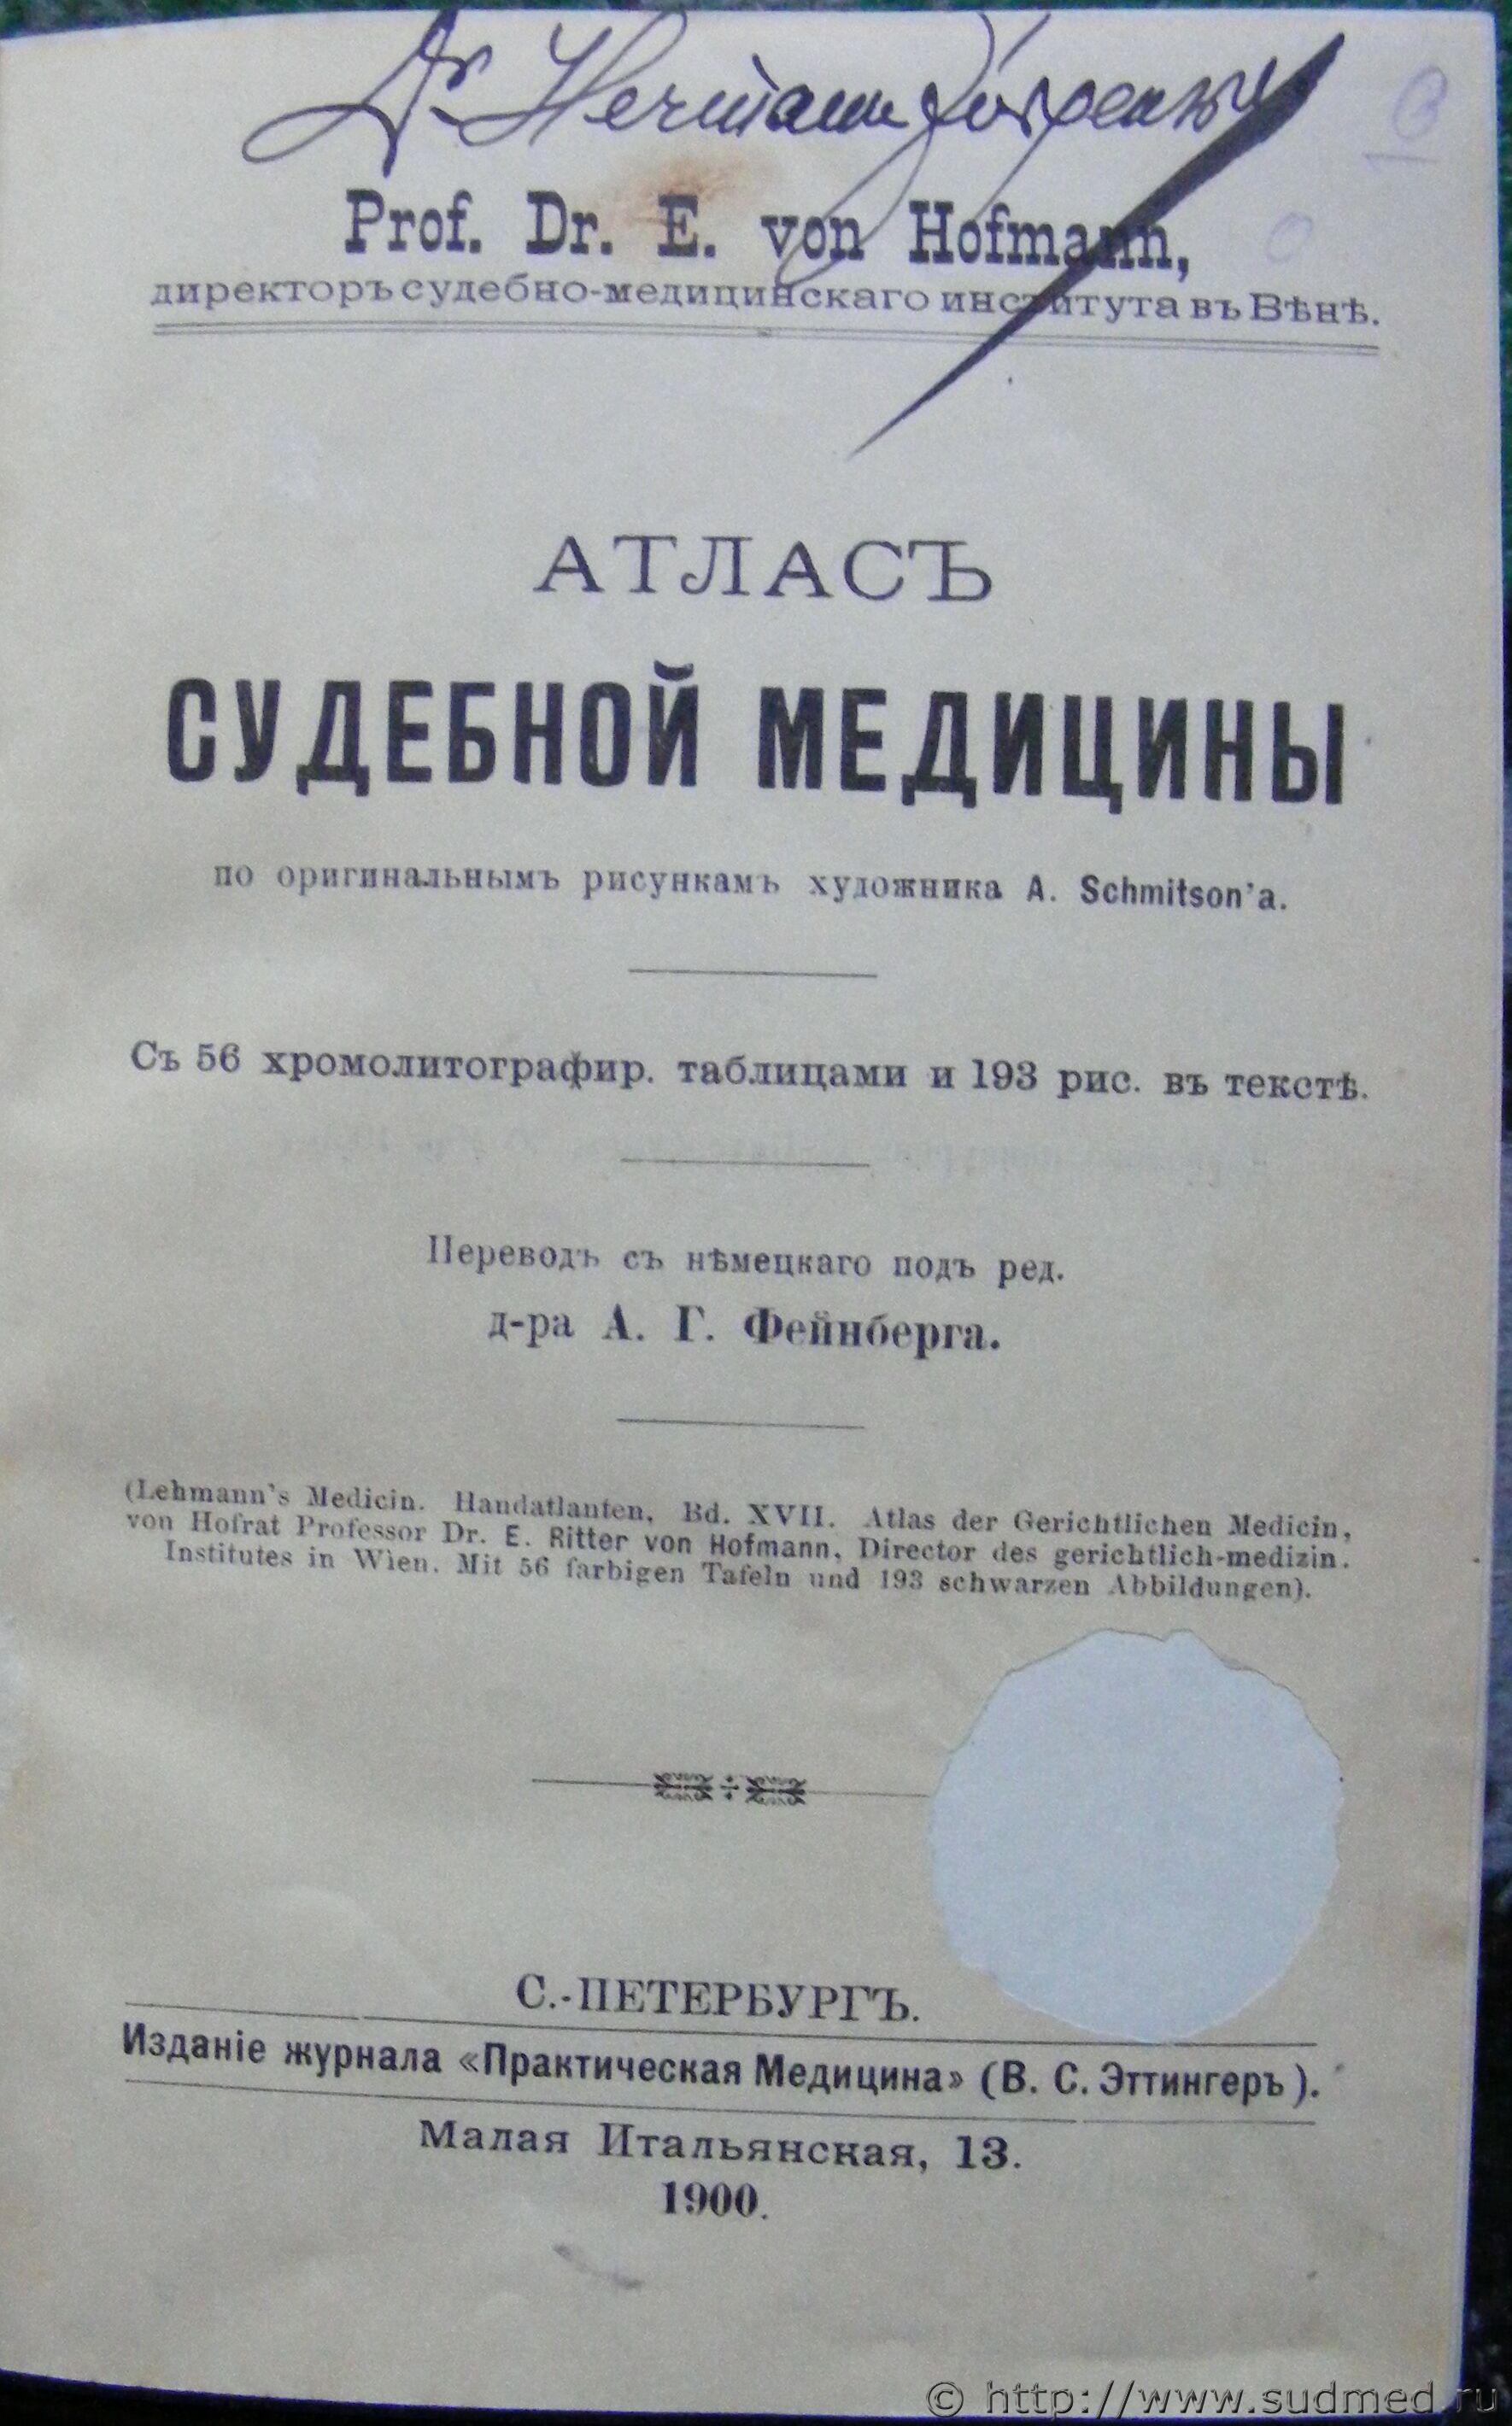 Dr. Hermann
Prof. Dr. E. von Hofmann,
директоръ судебно-медицинскаго института въ Вѣнѣ.
АТЛАСЪ
СУДЕБНОЙ МЕДИЦИНЫ
по оригинальнымъ рисункамъ художника A. Schmitson'a.
Съ 56 хромолитографир. таблицами и 193 рис. въ текстѣ.
Переводъ съ нѣмецкаго подъ ред.
д-ра А. Г. Фейнберга.
(Lehmann's Medicin. Handatlanten, Bd. XVII. Atlas der Gerichtlichen Medicin,
von Hofrat Professor Dr. E. Ritter von Hofmann, Director des gerichtlich-medizin.
Institutes in Wien. Mit 56 farbigen Tafeln und 193 schwarzen Abbildungen).
С.-ПЕТЕРБУРГЪ.
Изданіе журнала «Практическая Медицина» (В. С. Эттингеръ).
Малая Итальянская, 13.
1900.
© http://www.sudmed.ru